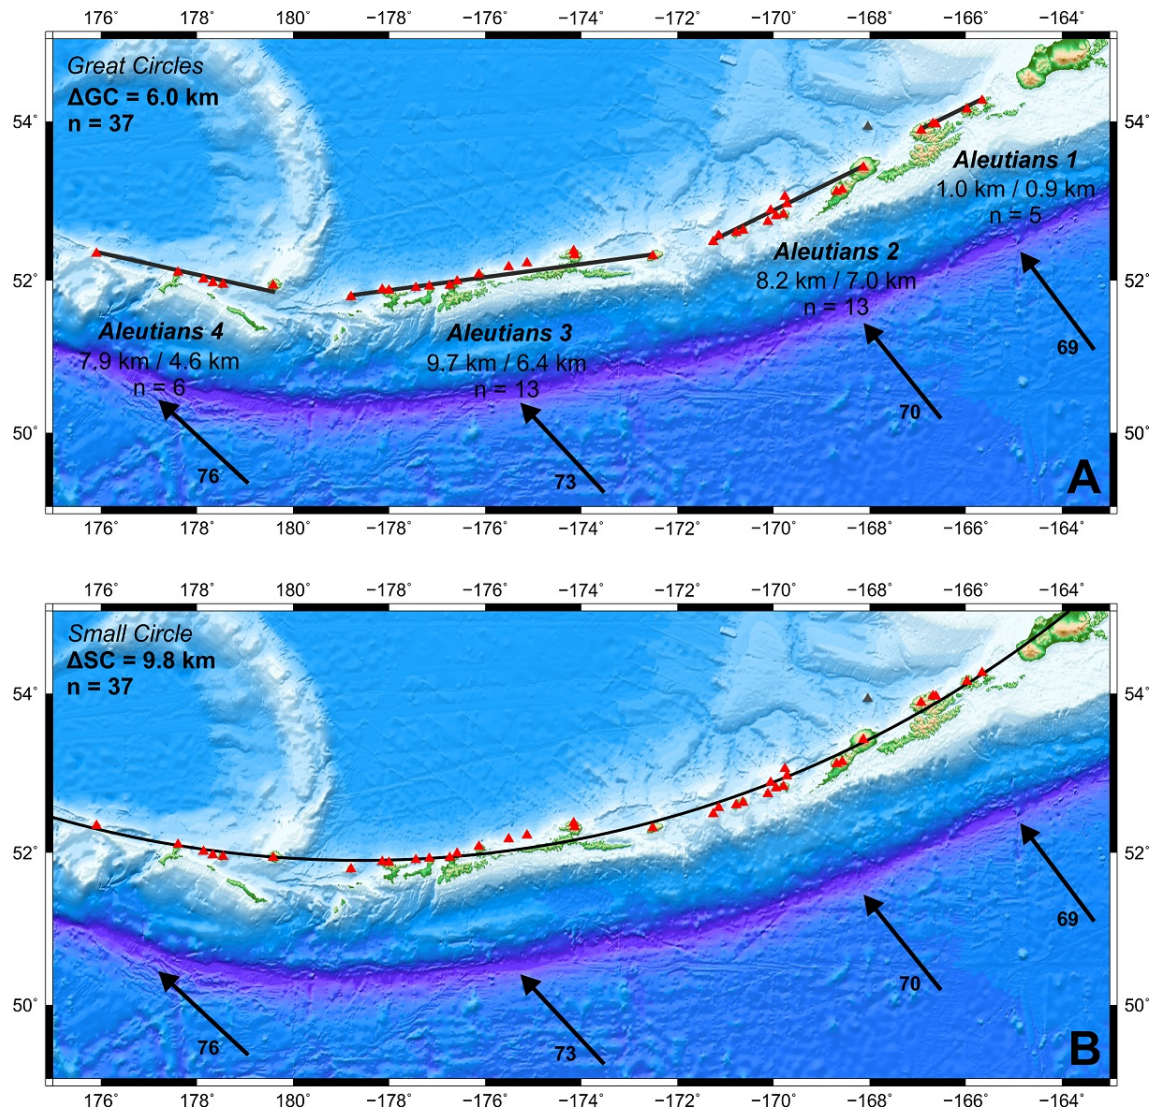 176° 178° 180° −178° −176° −174° −172° −170° −168° −166° −164°
Great Circles
ΔGC = 6.0 km
n = 37
54° 54°
Aleutians 1
1.0 km / 0.9 km
n = 5
Aleutians 2
8.2 km / 7.0 km
n = 13
52° 52°
Aleutians 4
7.9 km / 4.6 km
n = 6
Aleutians 3
9.7 km / 6.4 km
n = 13
69
70
50° 50°
76
73
A
176° 178° 180° −178° −176° −174° −172° −170° −168° −166° −164°
176° 178° 180° −178° −176° −174° −172° −170° −168° −166° −164°
Small Circle
ΔSC = 9.8 km
n = 37
54° 54°
52° 52°
69
70
50° 50°
76
73
B
176° 178° 180° −178° −176° −174° −172° −170° −168° −166° −164°